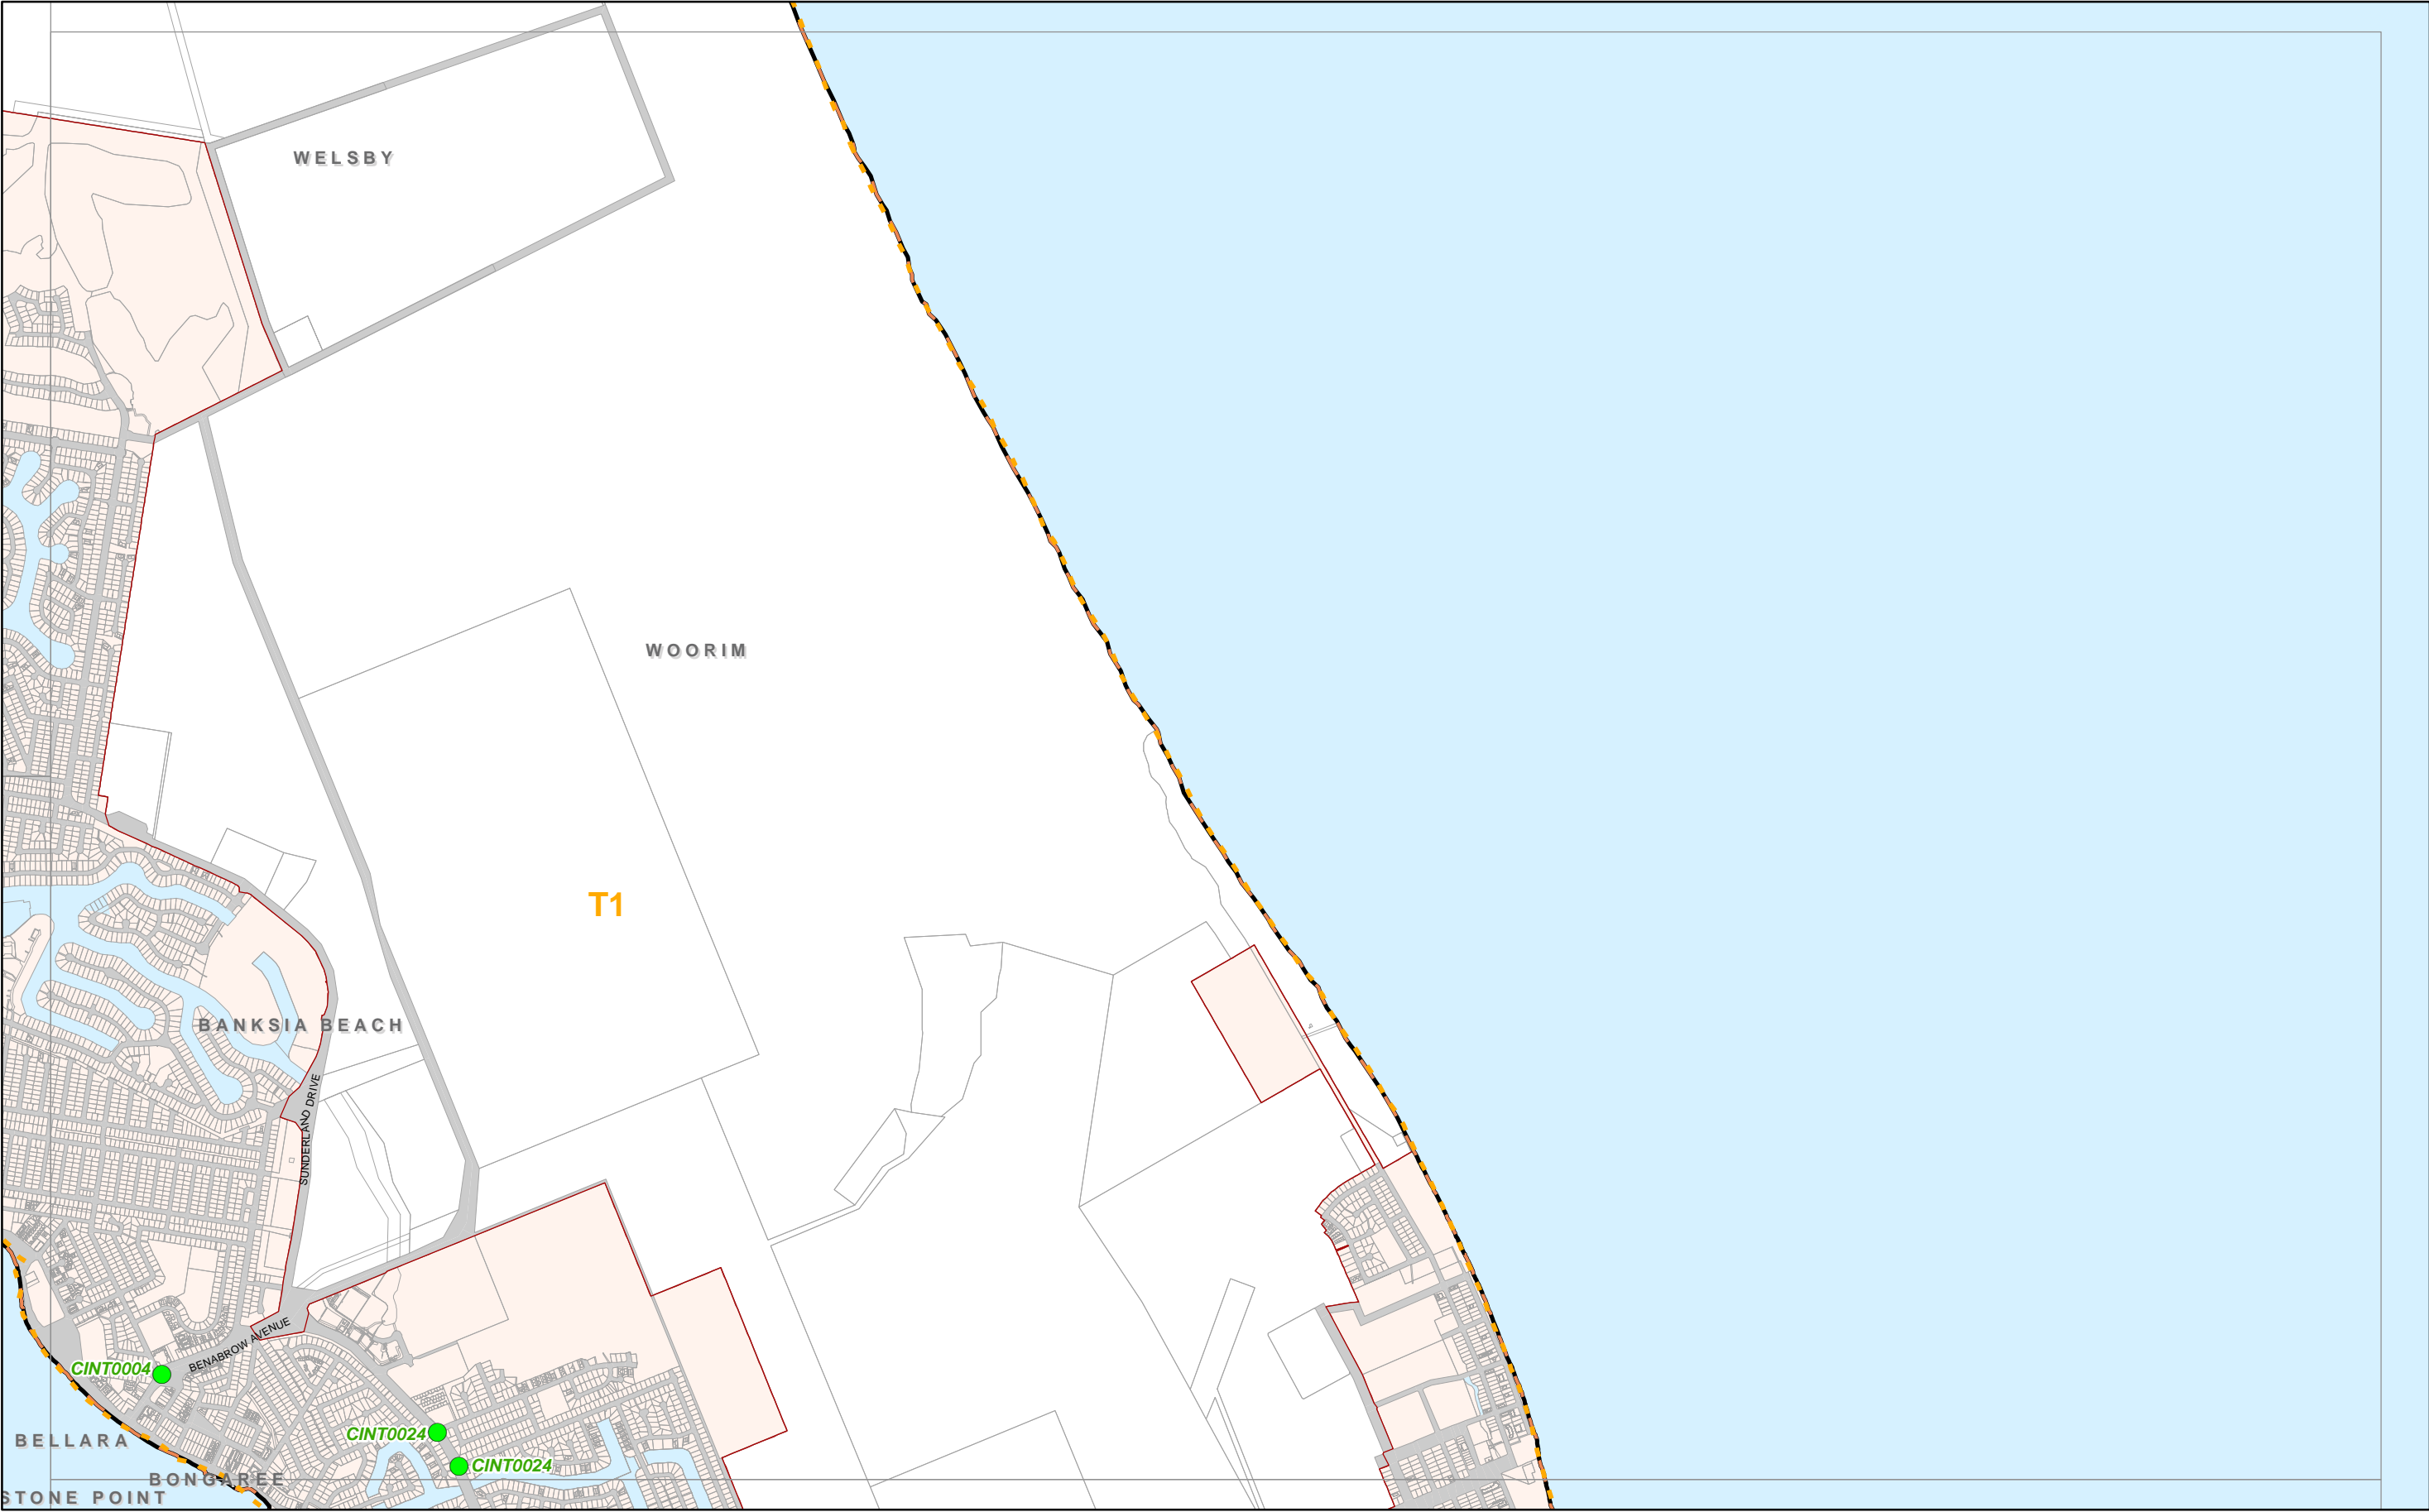 WELSBY
WOORIM
T1
BANKSIA BEACH
SUNDERLAND DRIVE
BENABROW AVENUE
CINT0004
CINT0024
CINT0024
BELLARA
BONGAREE
STONE POINT